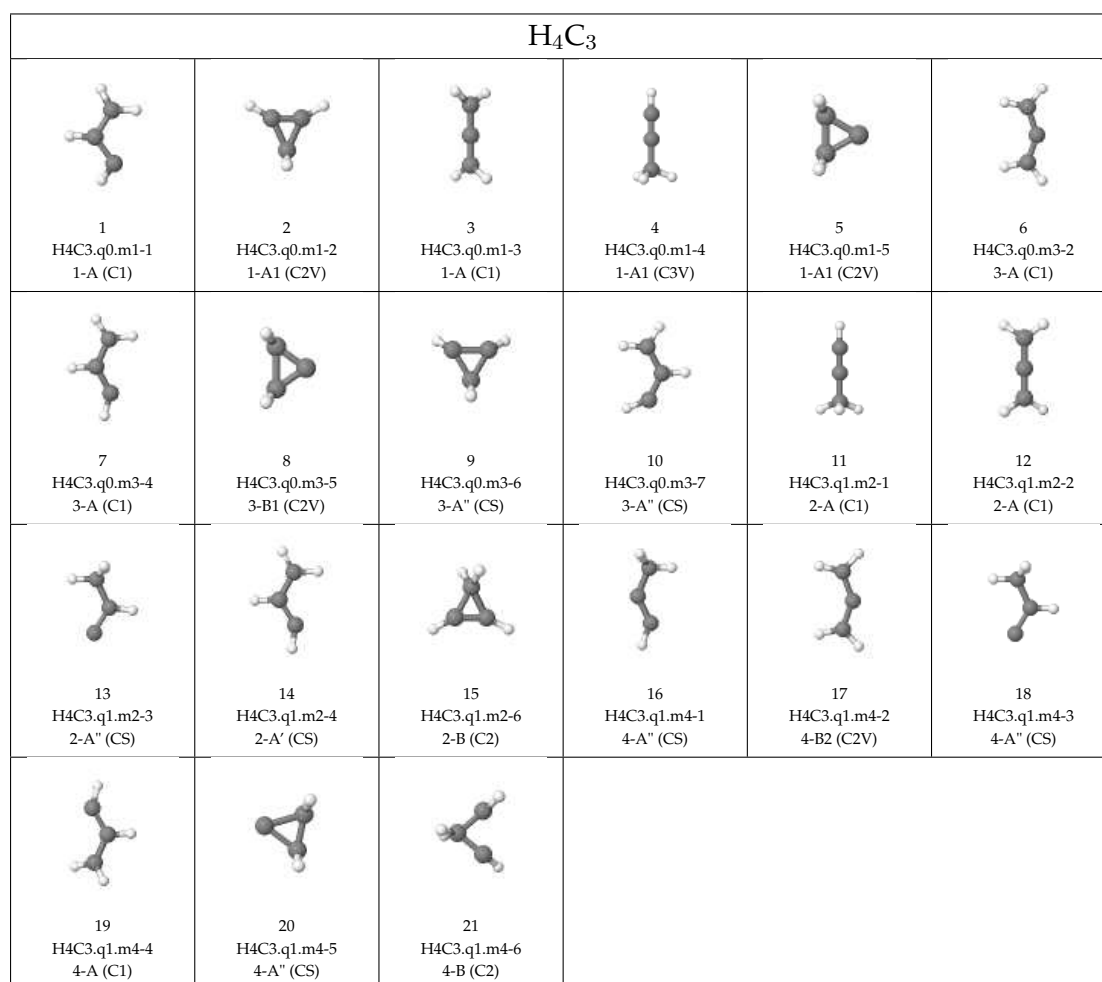 H₄C₃
1
H4C3.q0.m1-1
1-A (C1)
2
H4C3.q0.m1-2
1-A1 (C2V)
3
H4C3.q0.m1-3
1-A (C1)
4
H4C3.q0.m1-4
1-A1 (C3V)
5
H4C3.q0.m1-5
1-A1 (C2V)
6
H4C3.q0.m3-2
3-A (C1)
7
H4C3.q0.m3-4
3-A (C1)
8
H4C3.q0.m3-5
3-B1 (C2V)
9
H4C3.q0.m3-6
3-A" (CS)
10
H4C3.q0.m3-7
3-A" (CS)
11
H4C3.q1.m2-1
2-A (C1)
12
H4C3.q1.m2-2
2-A (C1)
13
H4C3.q1.m2-3
2-A" (CS)
14
H4C3.q1.m2-4
2-A' (CS)
15
H4C3.q1.m2-6
2-B (C2)
16
H4C3.q1.m4-1
4-A" (CS)
17
H4C3.q1.m4-2
4-B2 (C2V)
18
H4C3.q1.m4-3
4-A" (CS)
19
H4C3.q1.m4-4
4-A (C1)
20
H4C3.q1.m4-5
4-A" (CS)
21
H4C3.q1.m4-6
4-B (C2)